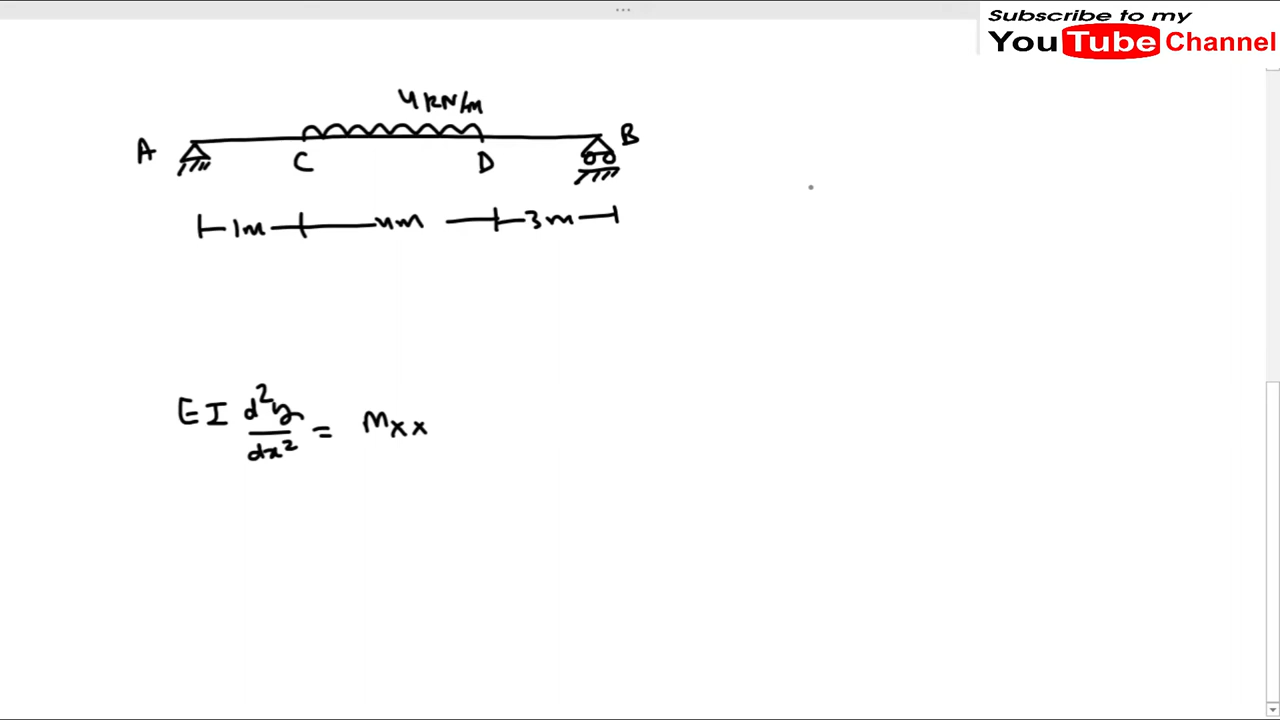 Subscribe to my
YouTube Channel
4 kN/m
A B
C D
1m 4m 3m
EI d²y/dx² = Mxx